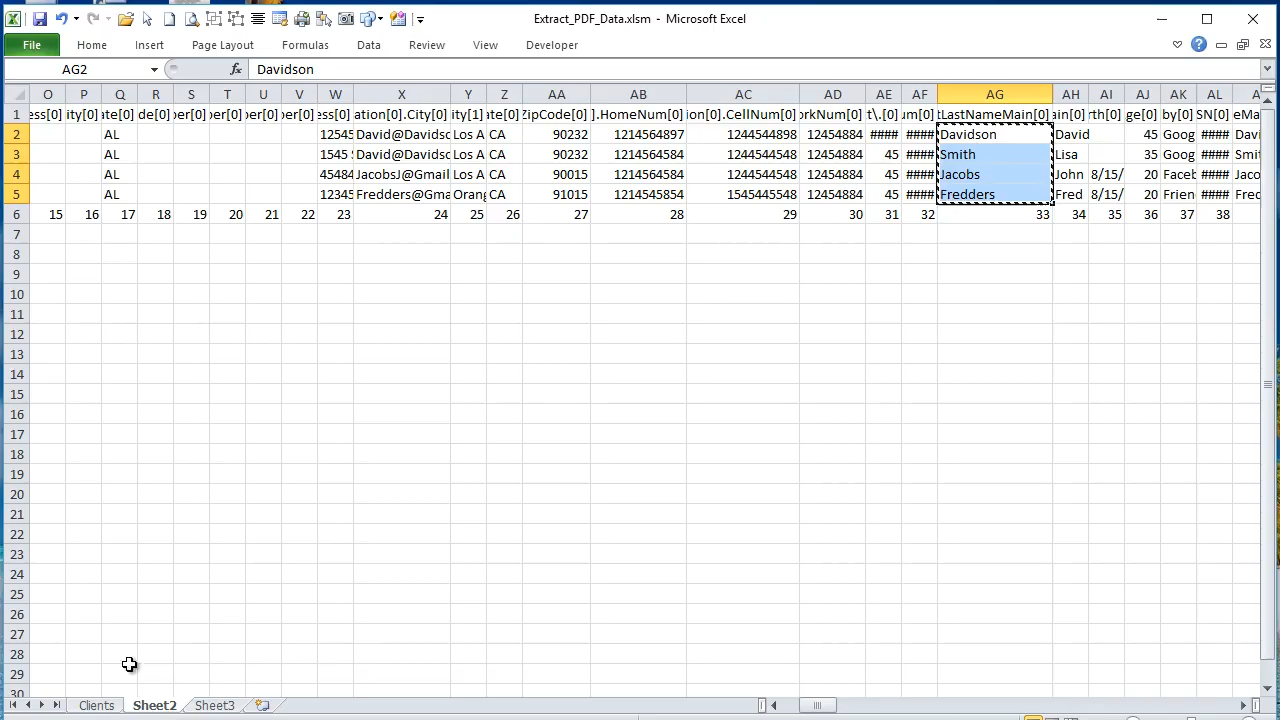 Extract_PDF_Data.xlsm - Microsoft Excel
File Home Insert Page Layout Formulas Data Review View Developer
AG2 fx Davidson
O P Q R S T U V W X Y Z AA AB AC AD AE AF AG AH AI AJ AK AL A
1 ess[0] ity[0] ate[0] de[0] ber[0] ber[0] ber[0] ber[0] ess[0] ation[0].City[0] ity[1] ate[0] ZipCode[0] ].HomeNum[0] ion[0].CellNum[0] orkNum[0] t\.[0] um[0] tLastNameMain[0] ain[0] rth[0] ge[0] by[0] SN[0] eMa
2 AL 12545 David@Davidsc Los A CA 90232 1214564897 1244544898 12454884 #### #### Davidson David 45 Goog #### Davi
3 AL 1545 David@Davidsc Los A CA 90232 1214564584 1244544548 12454884 45 #### Smith Lisa 35 Goog #### Smit
4 AL 45484 JacobsJ@Gmail Los A CA 90015 1214564584 1244544548 12454884 45 #### Jacobs John 8/15/ 20 Faceb #### Jaco
5 AL 12345 Fredders@Gma Orang CA 91015 1214545854 1545445548 12454884 45 #### Fredders Fred 8/15/ 20 Frien #### Frec
6 15 16 17 18 19 20 21 22 23 24 25 26 27 28 29 30 31 32 33 34 35 36 37 38
7
8
9
10
11
12
13
14
15
16
17
18
19
20
21
22
23
24
25
26
27
28
29
30
Clients Sheet2 Sheet3